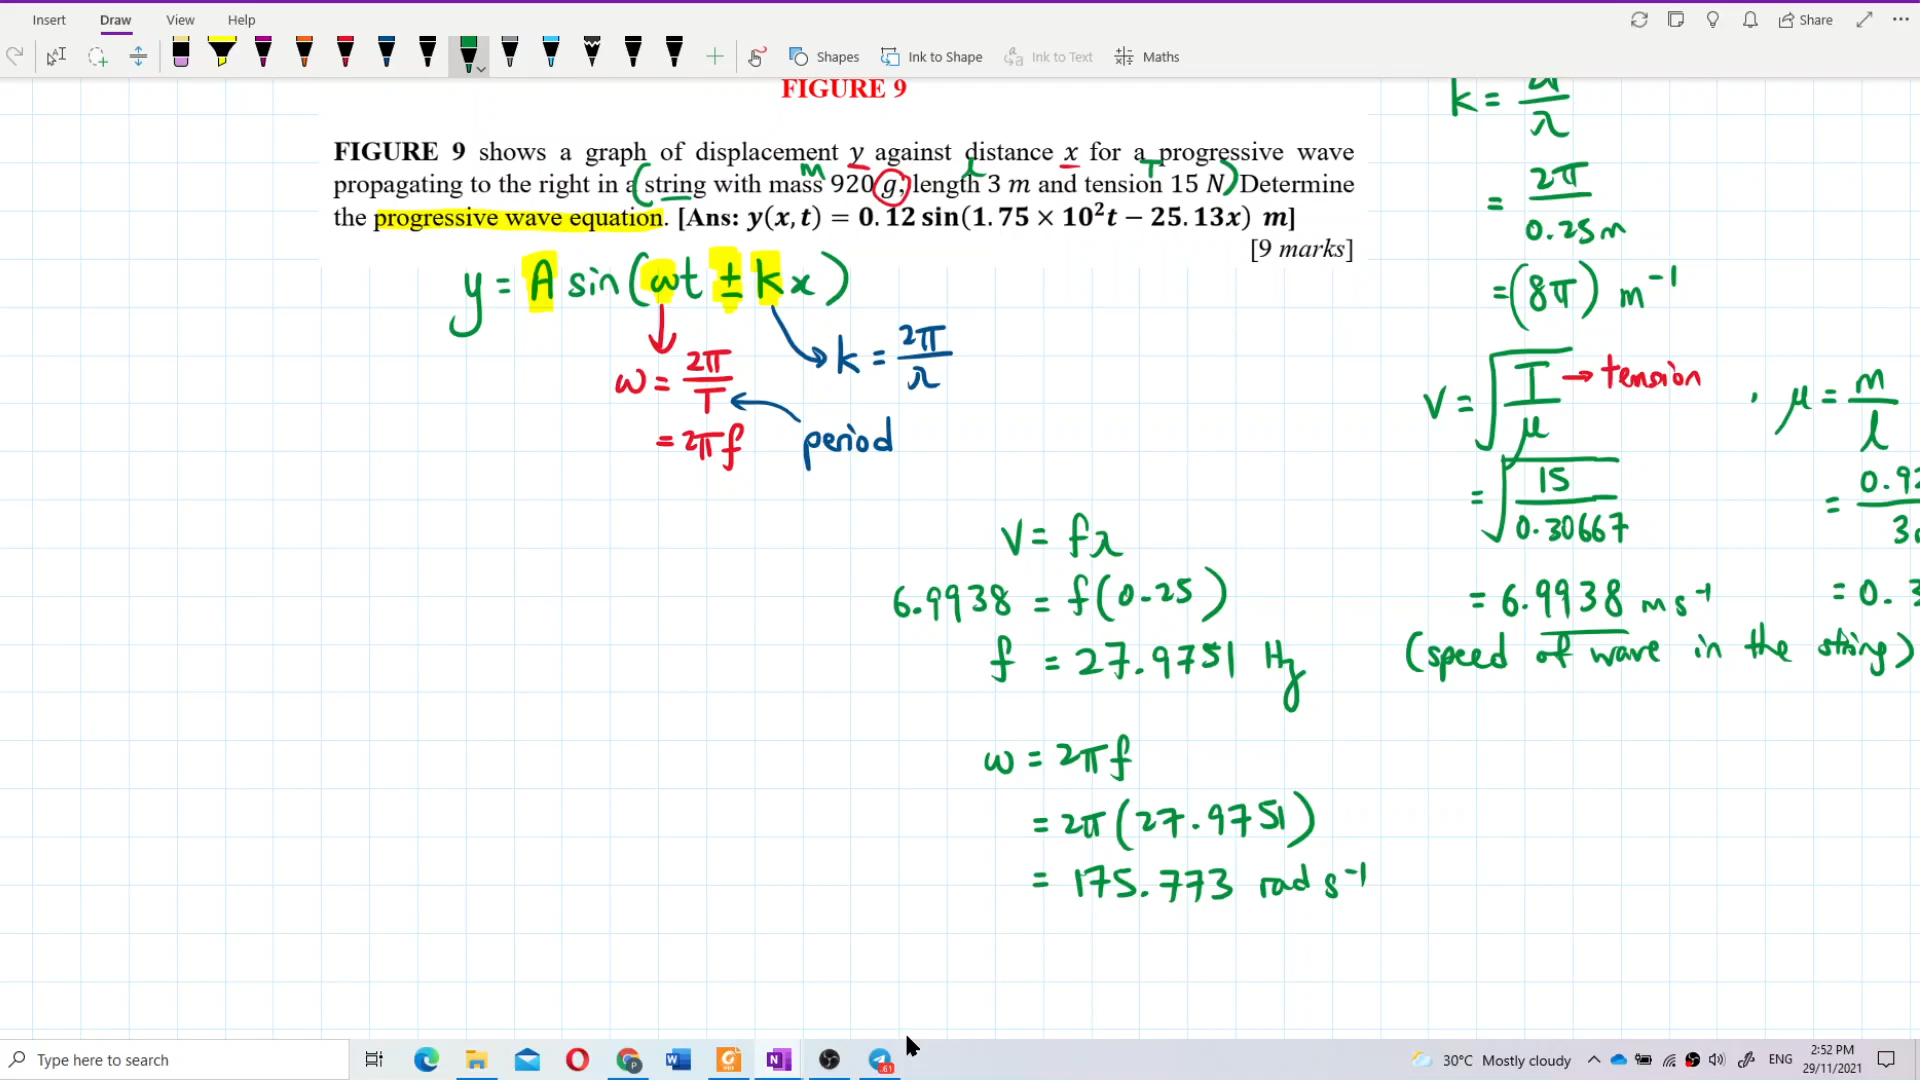 Insert Draw View Help
Share
Shapes Ink to Shape Ink to Text Maths
FIGURE 9
FIGURE 9 shows a graph of displacement y against distance x for a progressive wave
m l T
propagating to the right in a (string with mass 920 g, length 3 m and tension 15 N) Determine
the progressive wave equation. [Ans: y(x, t) = 0.12 sin(1.75 × 10²t − 25.13x) m]
[9 marks]
y = A sin(ωt ± kx)
ω = 2π/T
= 2πf
period
k = 2π/λ
V = fλ
6.9938 = f(0.25)
f = 27.9751 Hz
ω = 2πf
= 2π(27.9751)
= 175.773 rad s⁻¹
= 2π/0.25m
= (8π) m⁻¹
V = √(T/μ) → tension
= √(15/0.30667)
= 6.9938 ms⁻¹
(speed of wave in the string)
μ = m/l
Type here to search
61
30°C Mostly cloudy
ENG
2:52 PM
29/11/2021